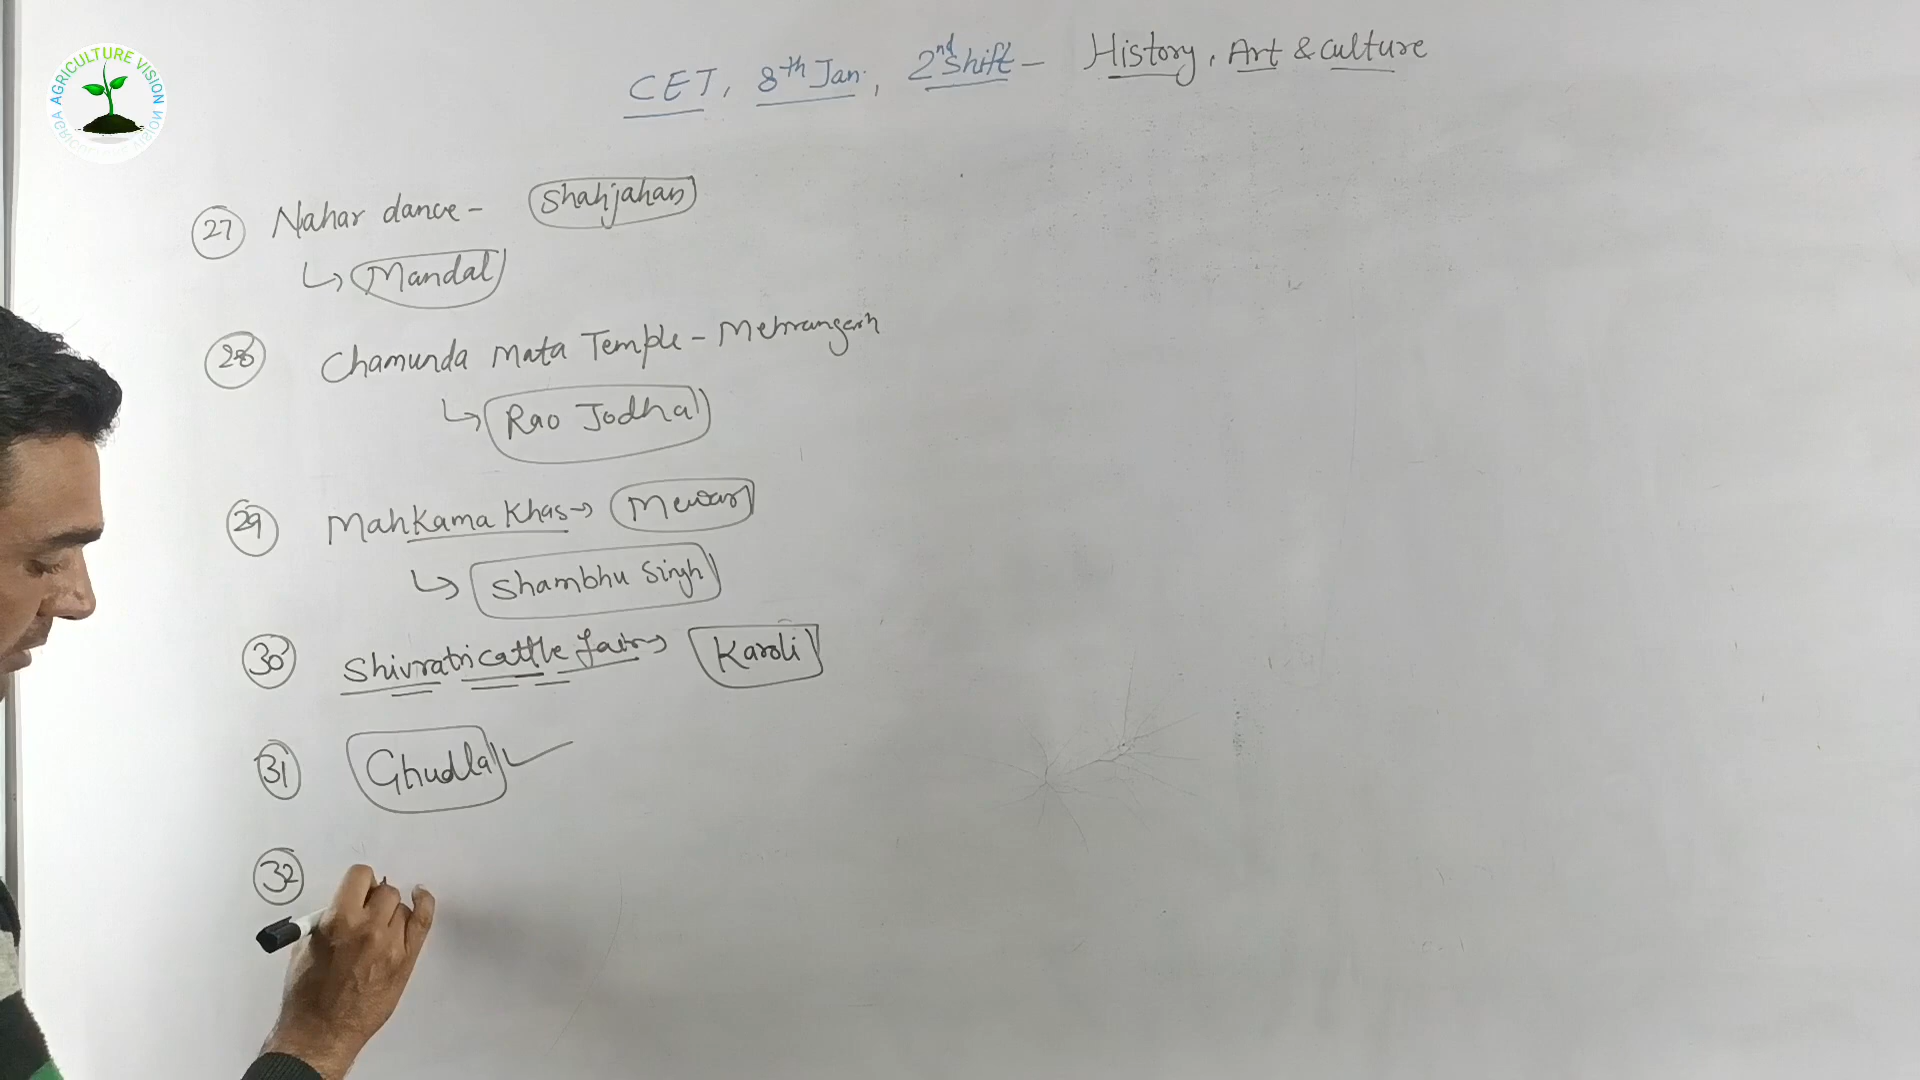 AGRICULTURE VISION
CET, 8th Jan., 2nd Shift - History, Art & Culture
27 Nahar dance - Shahjahan
↳ Mandal
28 Chamunda Mata Temple - Mehrangarh
↳ Rao Jodha
29 Mahkama Khas → Mewar
↳ Shambhu Singh
30 Shivratri cattle fair → Karoli
31 Ghudla ✓
32